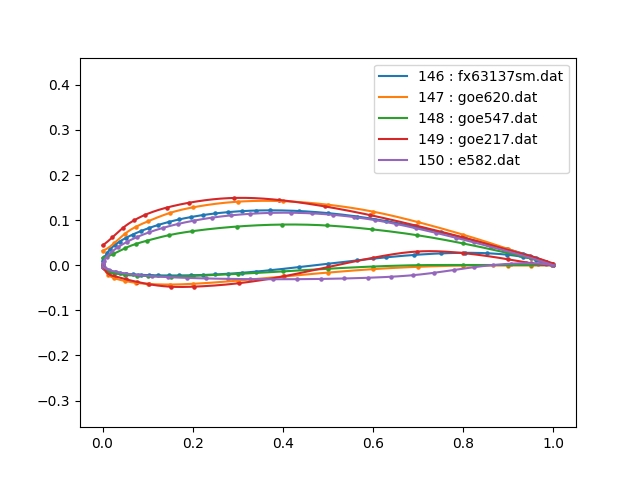 146 : fx63137sm.dat
147 : goe620.dat
148 : goe547.dat
149 : goe217.dat
150 : e582.dat
0.4
0.3
0.2
0.1
0.0
−0.1
−0.2
−0.3
0.0 0.2 0.4 0.6 0.8 1.0